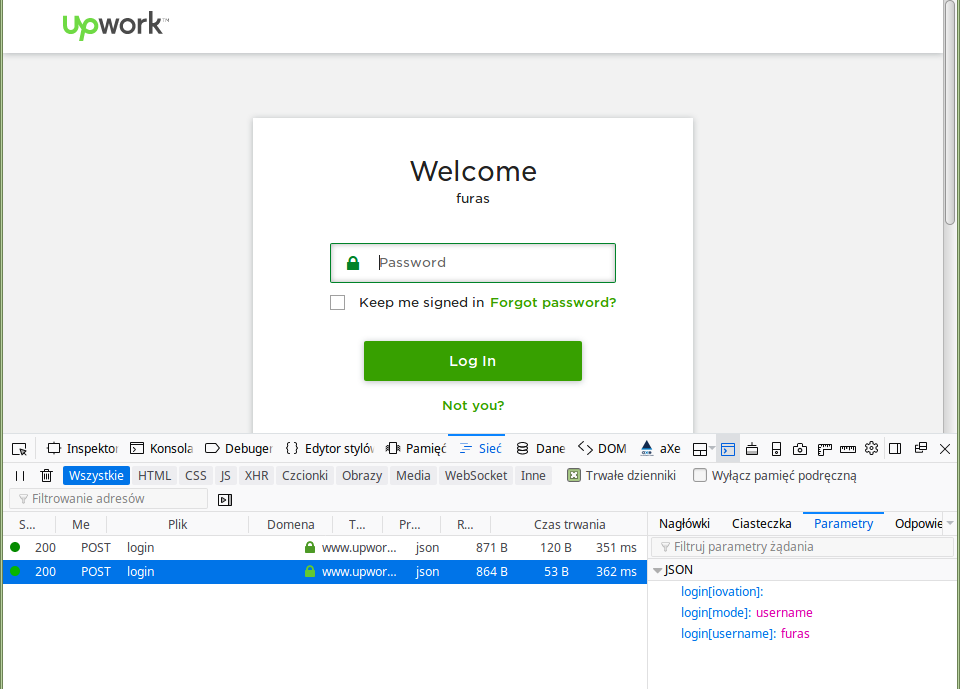 upwork™
Welcome
furas
Password
Keep me signed in Forgot password?
Log In
Not you?
Inspektor Konsola Debuger Edytor stylów Pamięć Sieć Dane DOM aXe
Wszystkie HTML CSS JS XHR Czcionki Obrazy Media WebSocket Inne Trwałe dzienniki Wyłącz pamięć podręczną
Filtrowanie adresów
S... Me Plik Domena T... Pr... R... Czas trwania Nagłówki Ciasteczka Parametry Odpowie
200 POST login www.upwor... json 871 B 120 B 351 ms Filtruj parametry żądania
200 POST login www.upwor... json 864 B 53 B 362 ms JSON
login[iovation]:
login[mode]: username
login[username]: furas